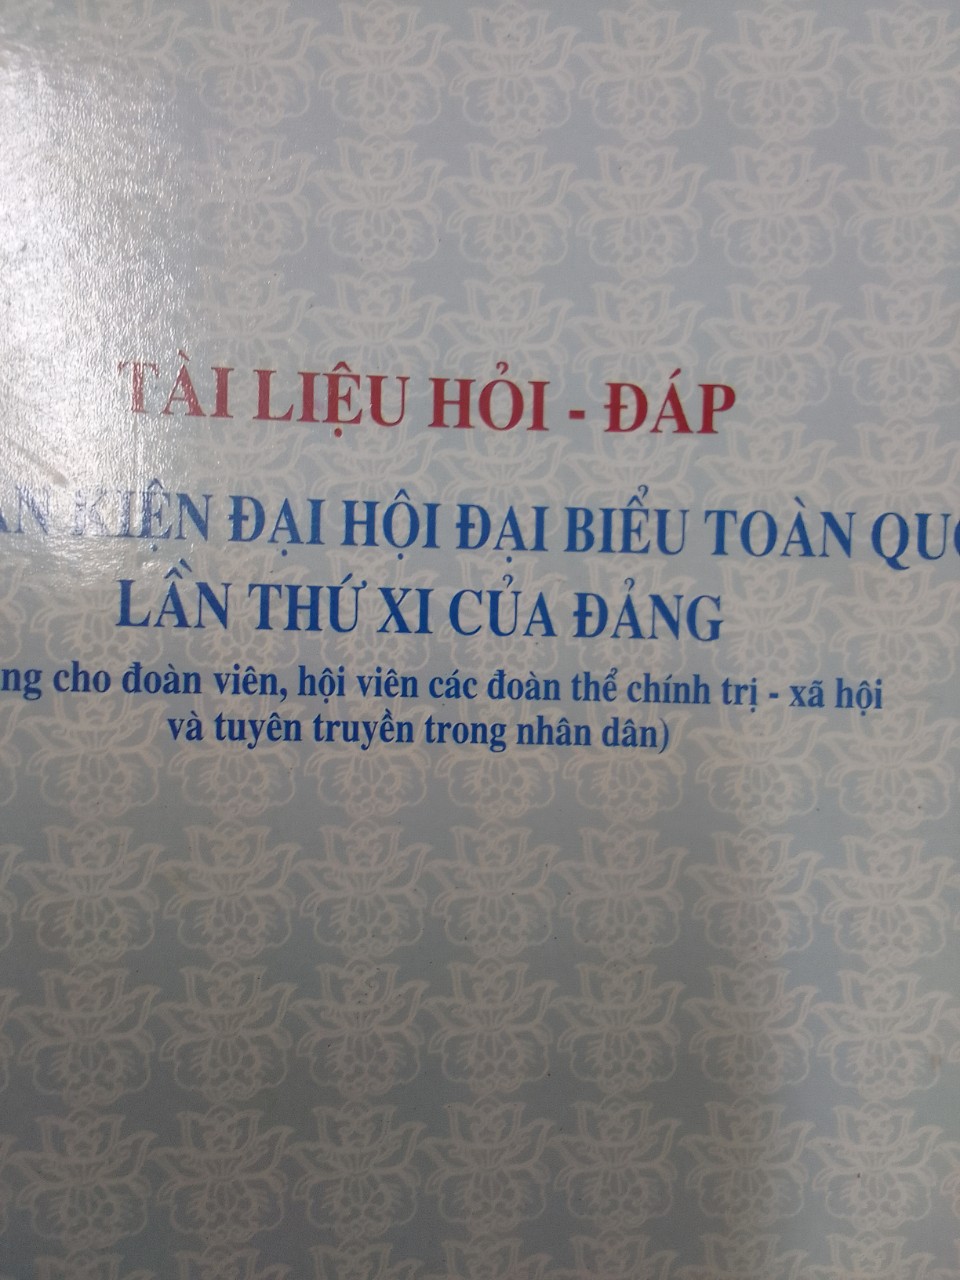 TÀI LIỆU HỎI - ĐÁP
KIỆN ĐẠI HỘI ĐẠI BIỂU TOÀN
LẦN THỨ XI CỦA ĐẢNG
cho đoàn viên, hội viên các đoàn thể chính trị - xã hội
và tuyên truyền trong nhân dân)